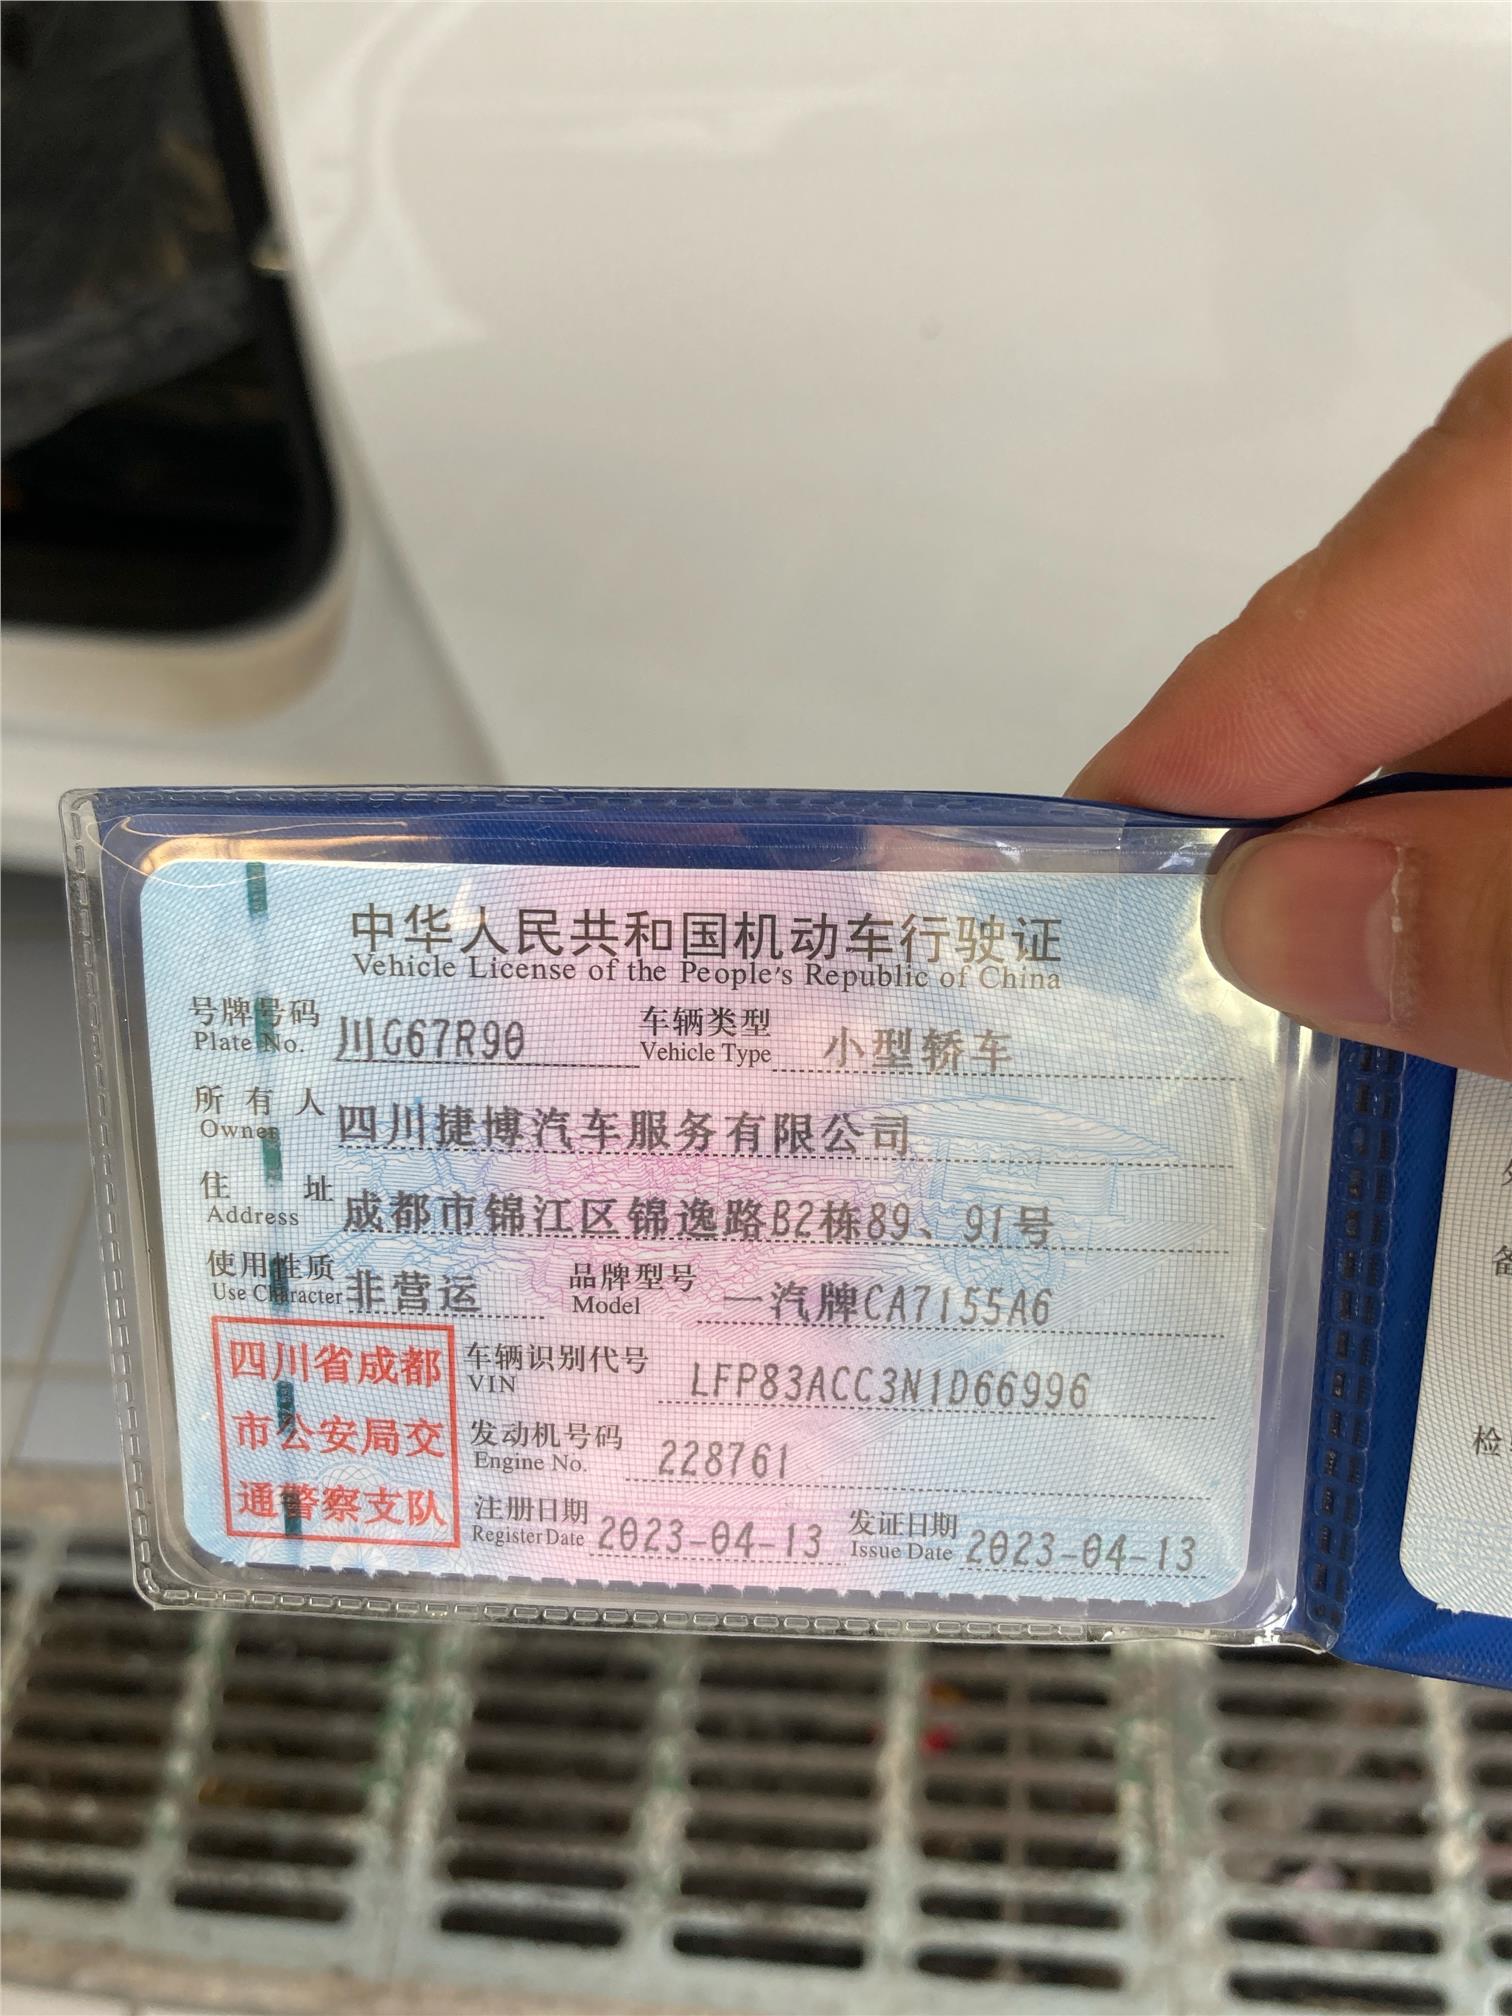 中华人民共和国机动车行驶证
Vehicle License of the People's Republic of China
号牌号码 川G67R90 车辆类型 小型轿车
Plate No. Vehicle Type
所有人 四川捷博汽车服务有限公司
Owner
住址 成都市锦江区锦逸路B2栋89、91号
Address
使用性质 非营运 品牌型号 一汽牌CA7155A6
Use Character Model
四川省成都
市公安局交
通警察支队
车辆识别代号 LFP83ACC3N1D66996
VIN
发动机号码 228761
Engine No.
注册日期 2023-04-13 发证日期 2023-04-13
Register Date Issue Date
备
检